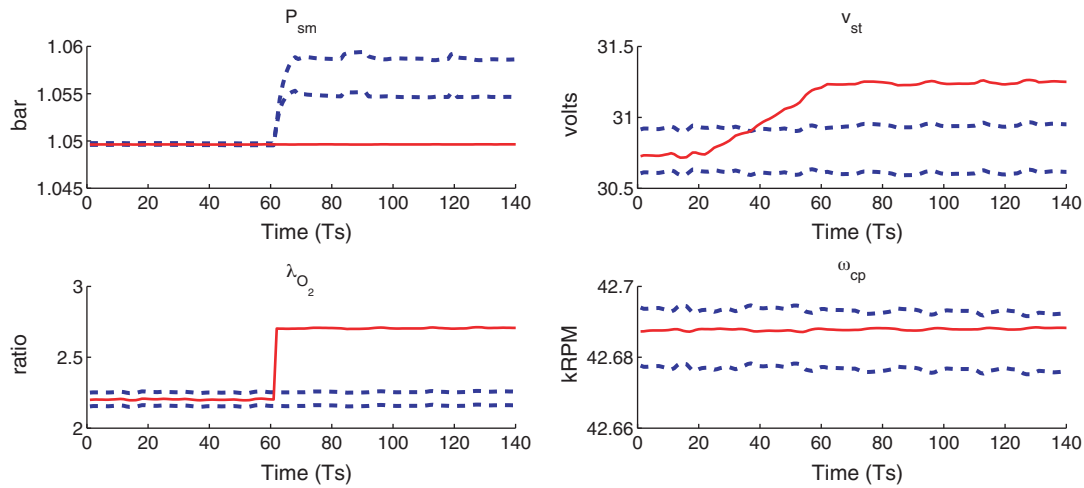 P_sm
bar
1.06
1.055
1.05
1.045
0 20 40 60 80 100 120 140
Time (Ts)
v_st
volts
31.5
31
30.5
0 20 40 60 80 100 120 140
Time (Ts)
λ_O_2
ratio
3
2.5
2
0 20 40 60 80 100 120 140
Time (Ts)
ω_cp
kRPM
42.7
42.68
42.66
0 20 40 60 80 100 120 140
Time (Ts)